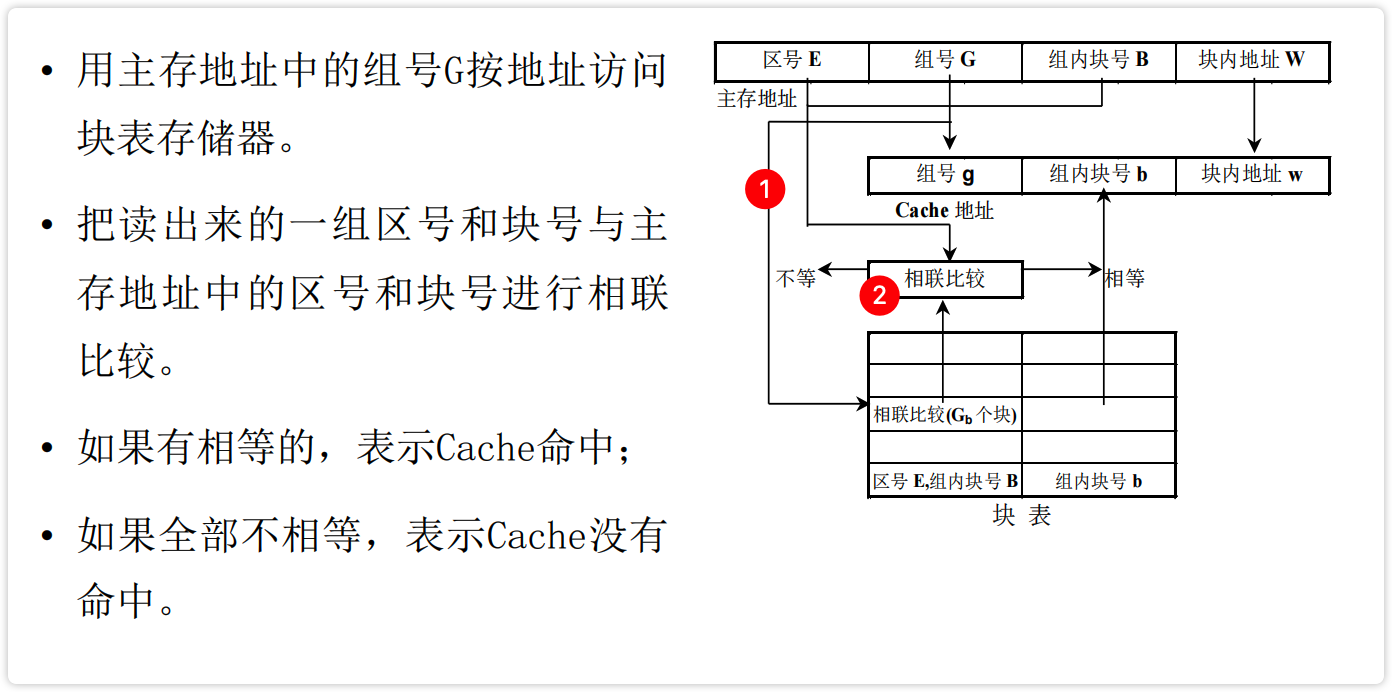 • 用主存地址中的组号G按地址访问
块表存储器。
• 把读出来的一组区号和块号与主
存地址中的区号和块号进行相联
比较。
• 如果有相等的，表示Cache命中；
• 如果全部不相等，表示Cache没有
命中。
区号 E 组号 G 组内块号 B 块内地址 W
主存地址
1
组号 g 组内块号 b 块内地址 w
Cache 地址
不等 相联比较 相等
2
相联比较(Gb个块)
区号 E,组内块号 B 组内块号 b
块 表